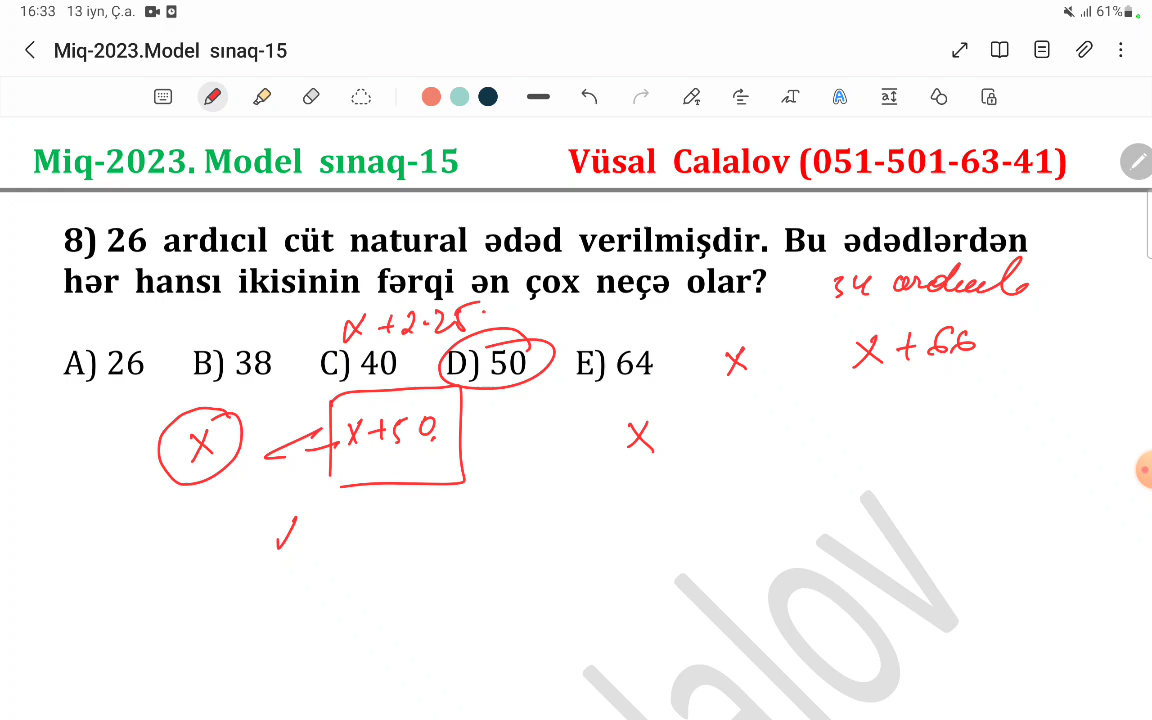 16:33 13 iyn, Ç.a. 61%
Miq-2023.Model sınaq-15
Miq-2023. Model sınaq-15 Vüsal Calalov (051-501-63-41)
8) 26 ardıcıl cüt natural ədəd verilmişdir. Bu ədədlərdən
hər hansı ikisinin fərqi ən çox neçə olar? 34 ardıcıl
x + 2·25
A) 26 B) 38 C) 40 D) 50 E) 64 x x + 66
x x+50 x
alov